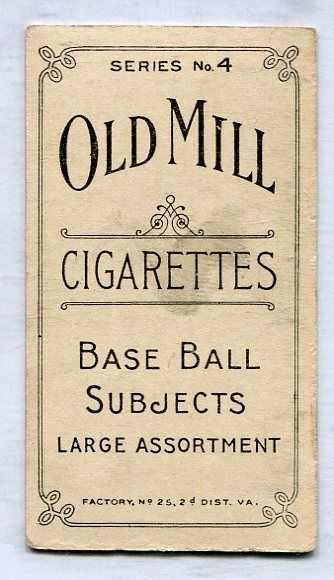 SERIES No. 4
OLD MILL
CIGARETTES
BASE BALL
SUBJECTS
LARGE ASSORTMENT
FACTORY, Nº 25, 2d DIST. VA.